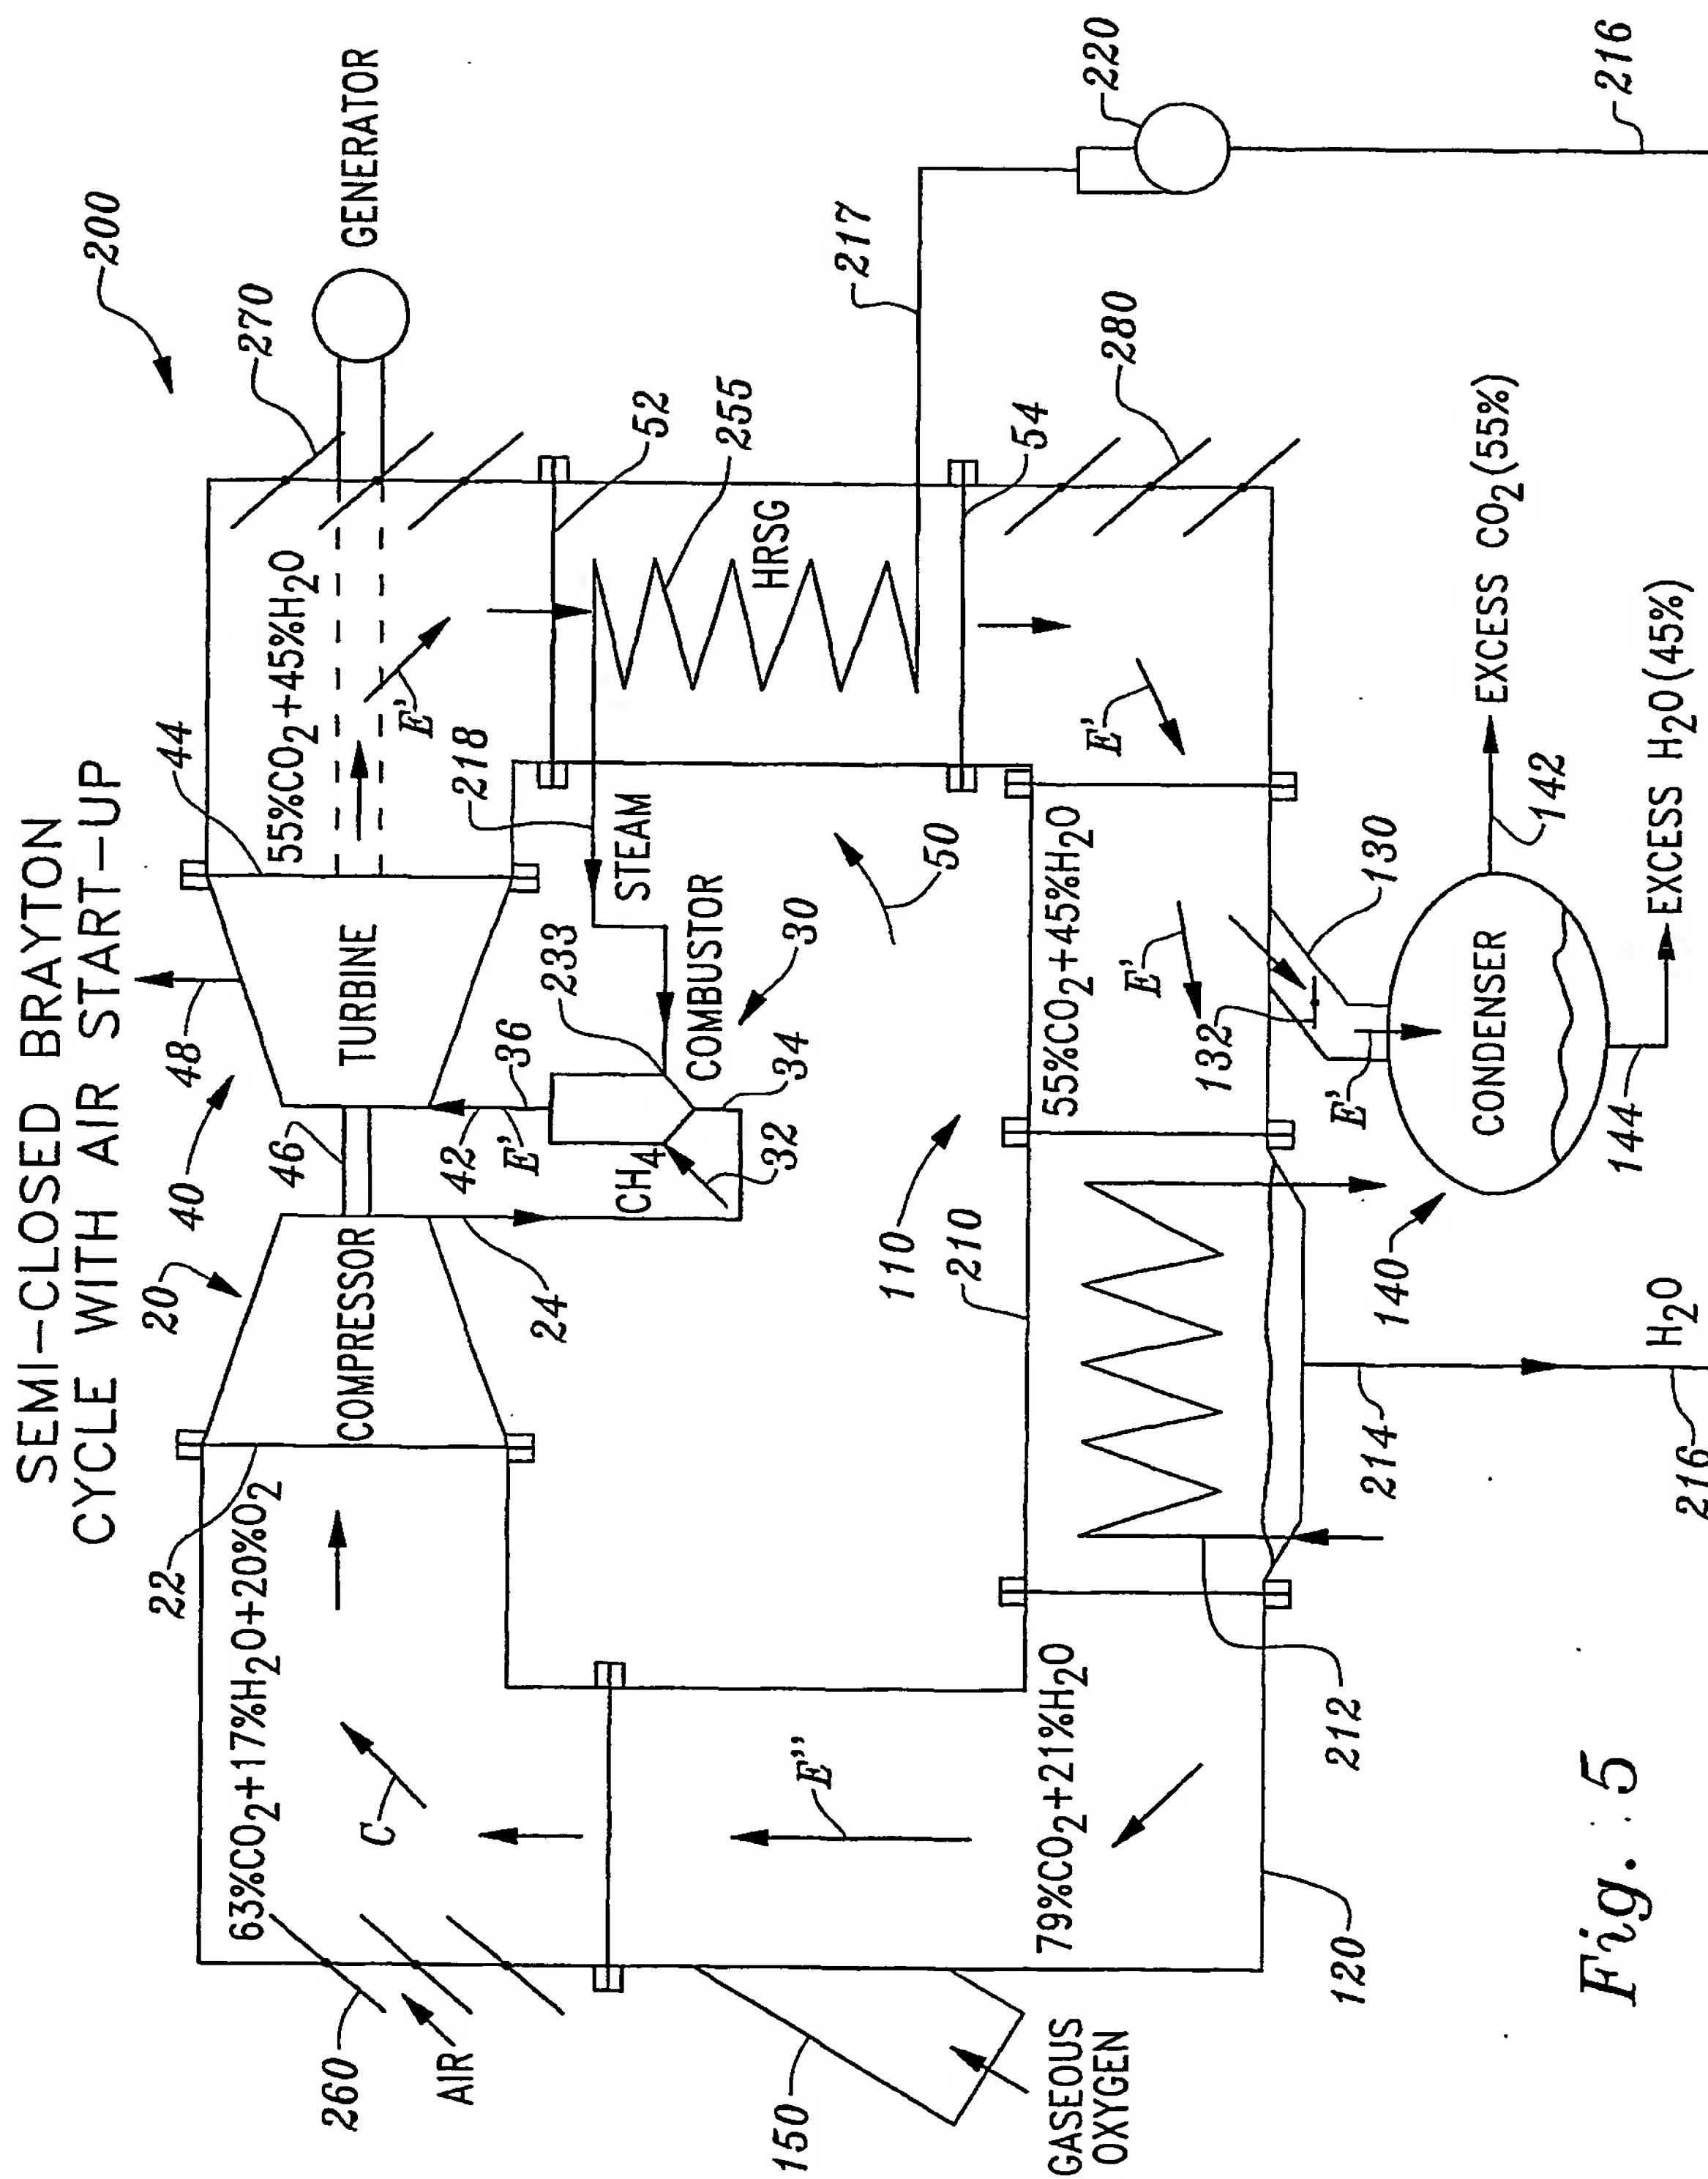 SEMI-CLOSED BRAYTON
CYCLE WITH AIR START-UP
200
20
40
48
44
270
GENERATOR
22
63%CO2+17%H2O+20%O2
COMPRESSOR
46
TURBINE
55%CO2+45%H2O
E'
260
AIR
C
24
42
E'
36
233
218
52
255
CH4
32
34
COMBUSTOR
30
STEAM
HRSG
217
54
220
150
GASEOUS
OXYGEN
E''
110
210
50
280
79%CO2+21%H2O
55%CO2+45%H2O
E'
E'
120
212
214
132
E'
130
140
CONDENSER
142
EXCESS CO2(55%)
144
EXCESS H2O(45%)
216
H2O
216
Fig. 5